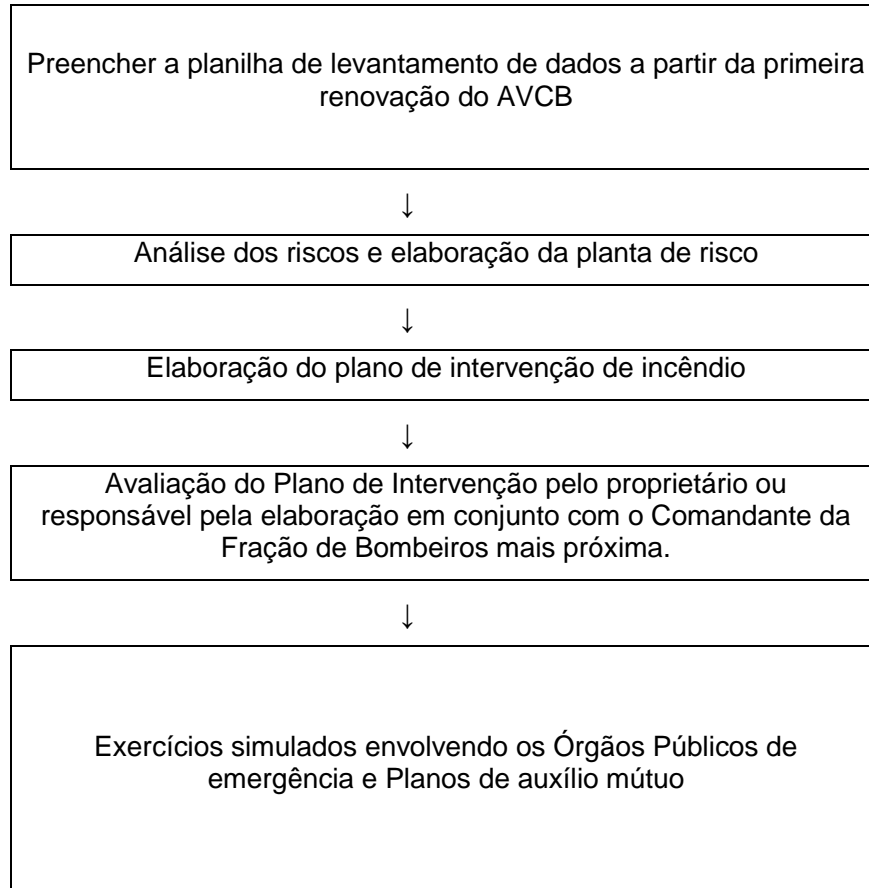 Preencher a planilha de levantamento de dados a partir da primeira
renovação do AVCB
↓
Análise dos riscos e elaboração da planta de risco
↓
Elaboração do plano de intervenção de incêndio
↓
Avaliação do Plano de Intervenção pelo proprietário ou
responsável pela elaboração em conjunto com o Comandante da
Fração de Bombeiros mais próxima.
↓
Exercícios simulados envolvendo os Órgãos Públicos de
emergência e Planos de auxílio mútuo